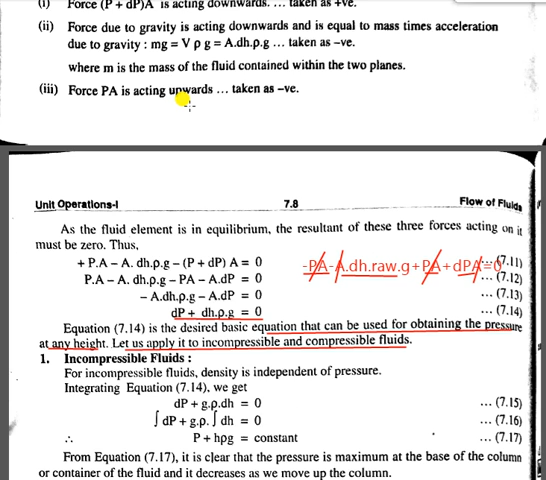 (i) Force (P + dP)A is acting downwards. ... taken as +ve.
(ii) Force due to gravity is acting downwards and is equal to mass times acceleration
due to gravity : mg = V ρ g = A.dh.ρ.g ... taken as –ve.
where m is the mass of the fluid contained within the two planes.
(iii) Force PA is acting upwards ... taken as –ve.
Unit Operations-I 7.8 Flow of Fluids
As the fluid element is in equilibrium, the resultant of these three forces acting on it
must be zero. Thus,
+ P.A – A. dh.ρ.g – (P + dP) A = 0 ... (7.11)
-PA-A.dh.raw.g+PA+dPA=0
P.A – A. dh.ρ.g – PA – A.dP = 0 ... (7.12)
– A.dh.ρ.g – A.dP = 0 ... (7.13)
dP + dh.ρ.g = 0 ... (7.14)
Equation (7.14) is the desired basic equation that can be used for obtaining the pressure
at any height. Let us apply it to incompressible and compressible fluids.
1. Incompressible Fluids :
For incompressible fluids, density is independent of pressure.
Integrating Equation (7.14), we get
dP + g.ρ.dh = 0 ... (7.15)
∫ dP + g.ρ. ∫ dh = 0 ... (7.16)
∴ P + hρg = constant ... (7.17)
From Equation (7.17), it is clear that the pressure is maximum at the base of the column
or container of the fluid and it decreases as we move up the column.